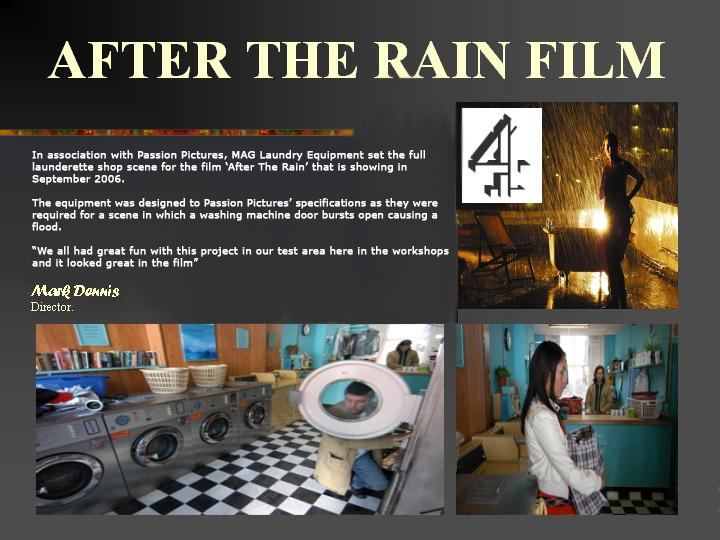 AFTER THE RAIN FILM
In association with Passion Pictures, MAG Laundry Equipment set the full
launderette shop scene for the film ‘After The Rain’ that is showing in
September 2006.
The equipment was designed to Passion Pictures’ specifications as they were
required for a scene in which a washing machine door bursts open causing a
flood.
“We all had great fun with this project in our test area here in the workshops
and it looked great in the film”
Mark Dennis
Director.
4